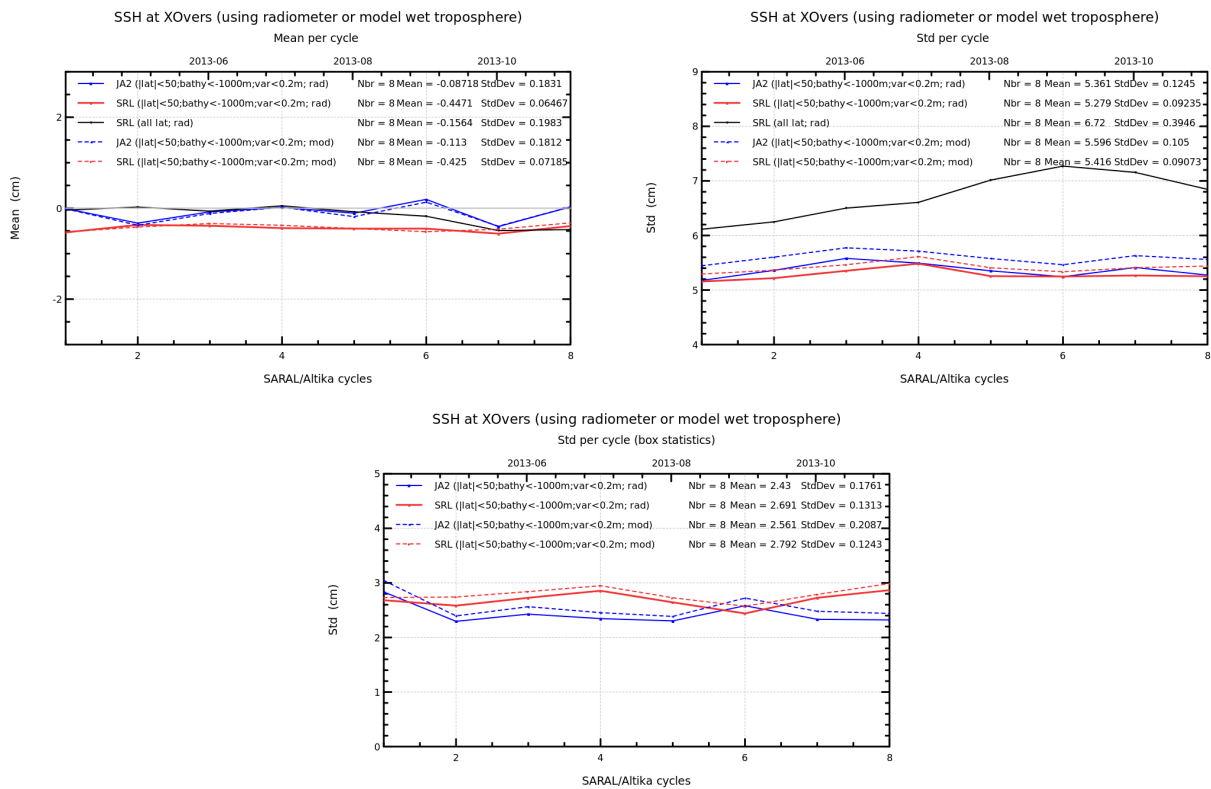 SSH at XOvers (using radiometer or model wet troposphere)
Mean per cycle
2013-06 2013-08 2013-10
JA2 (|lat|<50;bathy<-1000m;var<0.2m; rad) Nbr = 8 Mean = -0.08718 StdDev = 0.1831
SRL (|lat|<50;bathy<-1000m;var<0.2m; rad) Nbr = 8 Mean = -0.4471 StdDev = 0.06467
SRL (all lat; rad) Nbr = 8 Mean = -0.1564 StdDev = 0.1983
JA2 (|lat|<50;bathy<-1000m;var<0.2m; mod) Nbr = 8 Mean = -0.113 StdDev = 0.1812
SRL (|lat|<50;bathy<-1000m;var<0.2m; mod) Nbr = 8 Mean = -0.425 StdDev = 0.07185
2
0
-2
Mean (cm)
2 4 6 8
SARAL/Altika cycles
SSH at XOvers (using radiometer or model wet troposphere)
Std per cycle
2013-06 2013-08 2013-10
JA2 (|lat|<50;bathy<-1000m;var<0.2m; rad) Nbr = 8 Mean = 5.361 StdDev = 0.1245
SRL (|lat|<50;bathy<-1000m;var<0.2m; rad) Nbr = 8 Mean = 5.279 StdDev = 0.09235
SRL (all lat; rad) Nbr = 8 Mean = 6.72 StdDev = 0.3946
JA2 (|lat|<50;bathy<-1000m;var<0.2m; mod) Nbr = 8 Mean = 5.596 StdDev = 0.105
SRL (|lat|<50;bathy<-1000m;var<0.2m; mod) Nbr = 8 Mean = 5.416 StdDev = 0.09073
9
8
7
6
5
4
Std (cm)
2 4 6 8
SARAL/Altika cycles
SSH at XOvers (using radiometer or model wet troposphere)
Std per cycle (box statistics)
2013-06 2013-08 2013-10
JA2 (|lat|<50;bathy<-1000m;var<0.2m; rad) Nbr = 8 Mean = 2.43 StdDev = 0.1761
SRL (|lat|<50;bathy<-1000m;var<0.2m; rad) Nbr = 8 Mean = 2.691 StdDev = 0.1313
JA2 (|lat|<50;bathy<-1000m;var<0.2m; mod) Nbr = 8 Mean = 2.561 StdDev = 0.2087
SRL (|lat|<50;bathy<-1000m;var<0.2m; mod) Nbr = 8 Mean = 2.792 StdDev = 0.1243
5
4
3
2
1
0
Std (cm)
2 4 6 8
SARAL/Altika cycles